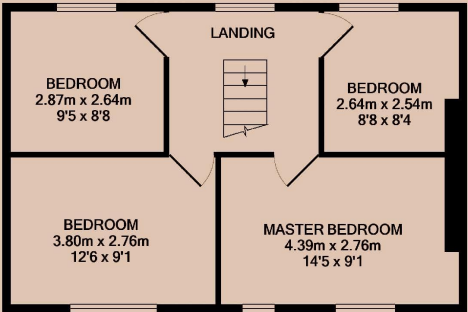 LANDING
BEDROOM
2.87m x 2.64m
9'5 x 8'8
BEDROOM
2.64m x 2.54m
8'8 x 8'4
BEDROOM
3.80m x 2.76m
12'6 x 9'1
MASTER BEDROOM
4.39m x 2.76m
14'5 x 9'1